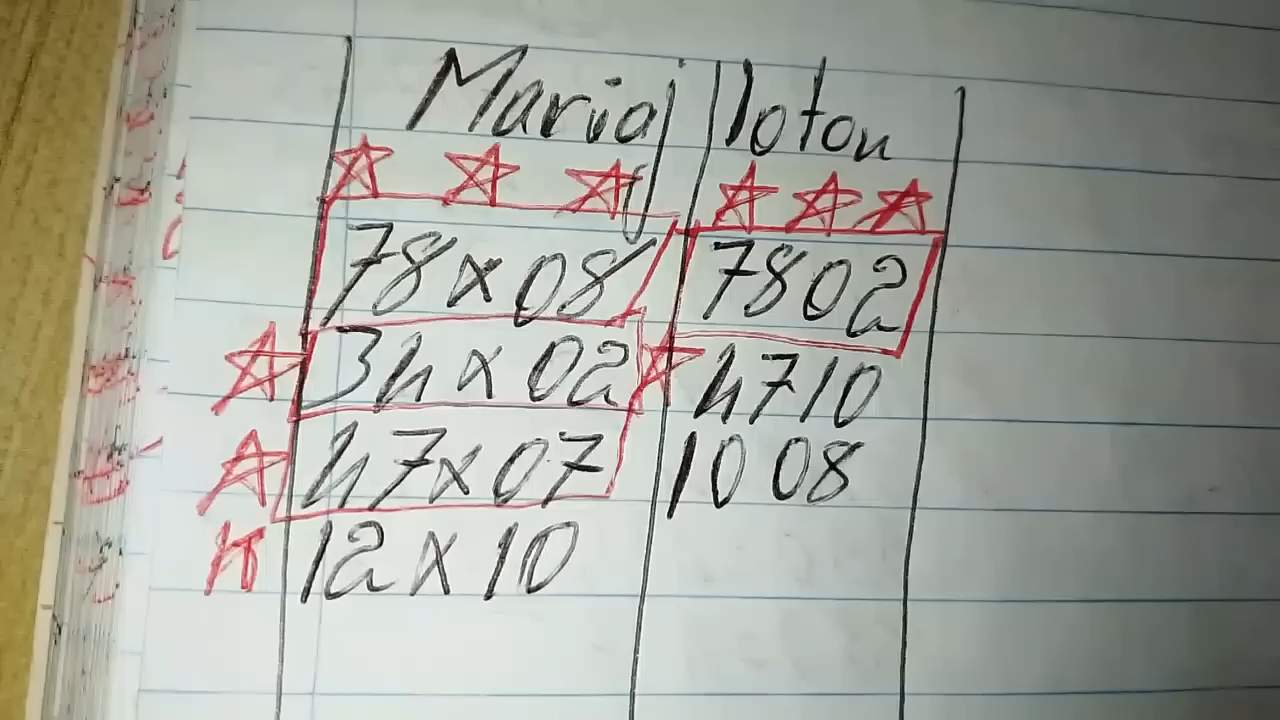 Mariaj loton
78x08 7802
34x02 4710
47x07 1008
12x10